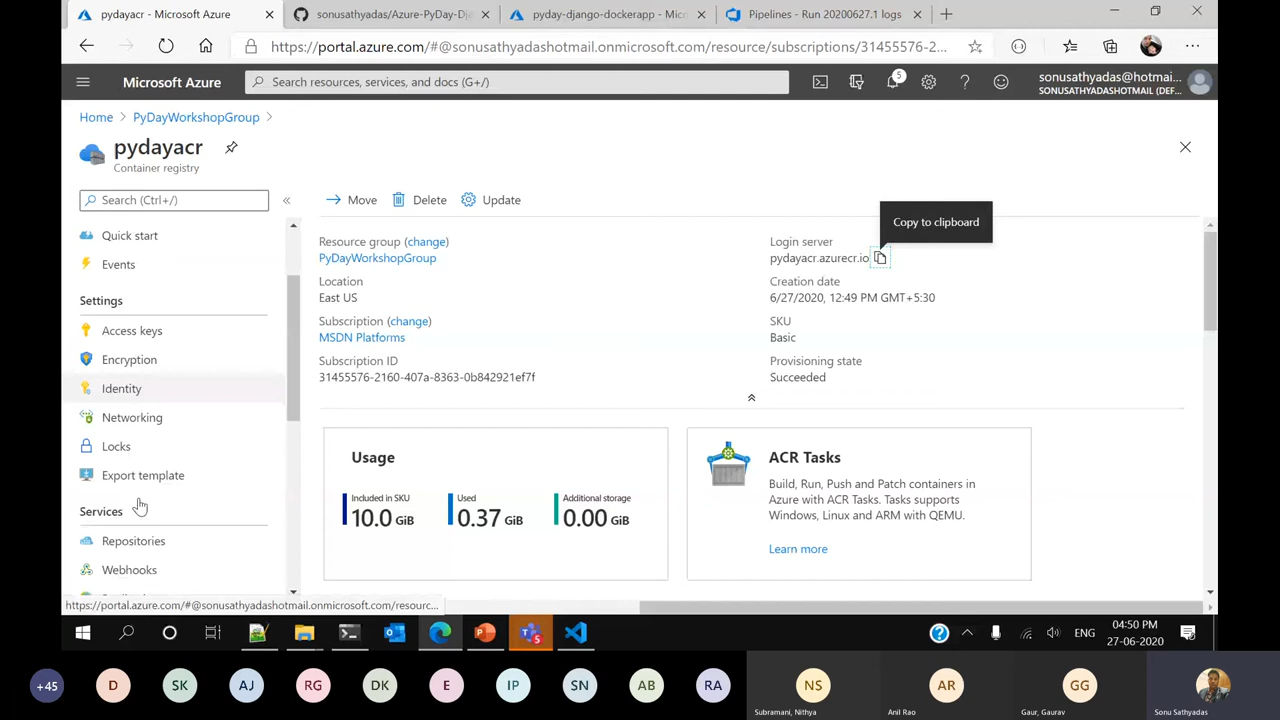 pydayacr - Microsoft Azure
sonusathyadas/Azure-PyDay-Dj
pyday-django-dockerapp - Micr
Pipelines - Run 20200627.1 logs
https://portal.azure.com/#@sonusathyadashotmail.onmicrosoft.com/resource/subscriptions/31455576-2...
Microsoft Azure
Search resources, services, and docs (G+/)
5
sonusathyadas@hotmai...
SONUSATHYADASHOTMAIL (DEF...
Home > PyDayWorkshopGroup >
pydayacr
Container registry
Search (Ctrl+/)
«
Quick start
Events
Settings
Access keys
Encryption
Identity
Networking
Locks
Export template
Services
Repositories
Webhooks
Move
Delete
Update
Copy to clipboard
Resource group (change)
PyDayWorkshopGroup
Location
East US
Subscription (change)
MSDN Platforms
Subscription ID
31455576-2160-407a-8363-0b842921ef7f
Login server
pydayacr.azurecr.io
Creation date
6/27/2020, 12:49 PM GMT+5:30
SKU
Basic
Provisioning state
Succeeded
Usage
Included in SKU
10.0 GiB
Used
0.37 GiB
Additional storage
0.00 GiB
ACR Tasks
Build, Run, Push and Patch containers in
Azure with ACR Tasks. Tasks supports
Windows, Linux and ARM with QEMU.
Learn more
https://portal.azure.com/#@sonusathyadashotmail.onmicrosoft.com/resourc...
5
ENG
04:50 PM
27-06-2020
+45
D
SK
AJ
RG
DK
E
IP
SN
AB
RA
NS
Subramani, Nithya
AR
Anil Rao
GG
Gaur, Gaurav
Sonu Sathyadas